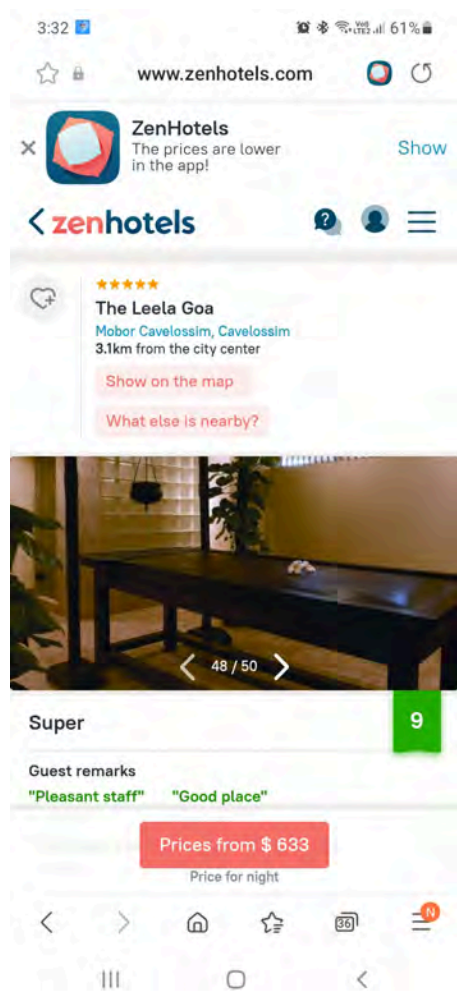 3:32
Vo9
LTE2
61%
www.zenhotels.com
ZenHotels
The prices are lower
in the app!
Show
zenhotels
?
The Leela Goa
Mobor Cavelossim, Cavelossim
3.1km from the city center
Show on the map
What else is nearby?
48 / 50
Super
9
Guest remarks
"Pleasant staff" "Good place"
Prices from $ 633
Price for night
36
N